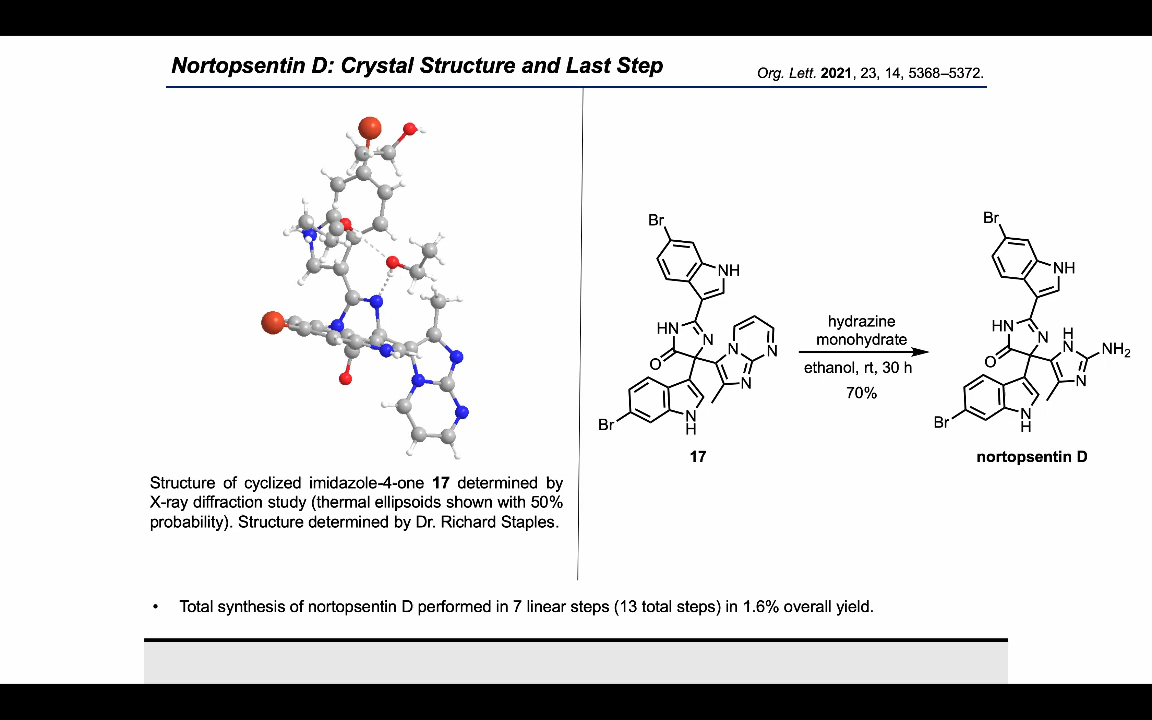 Nortopsentin D: Crystal Structure and Last Step
Org. Lett. 2021, 23, 14, 5368–5372.
Br
NH
HN
N
O
N
N
N
Br
N
H
17
hydrazine
monohydrate
ethanol, rt, 30 h
70%
Br
NH
HN
N
O
H
N
NH2
N
Br
N
H
nortopsentin D
Structure of cyclized imidazole-4-one 17 determined by
X-ray diffraction study (thermal ellipsoids shown with 50%
probability). Structure determined by Dr. Richard Staples.
• Total synthesis of nortopsentin D performed in 7 linear steps (13 total steps) in 1.6% overall yield.